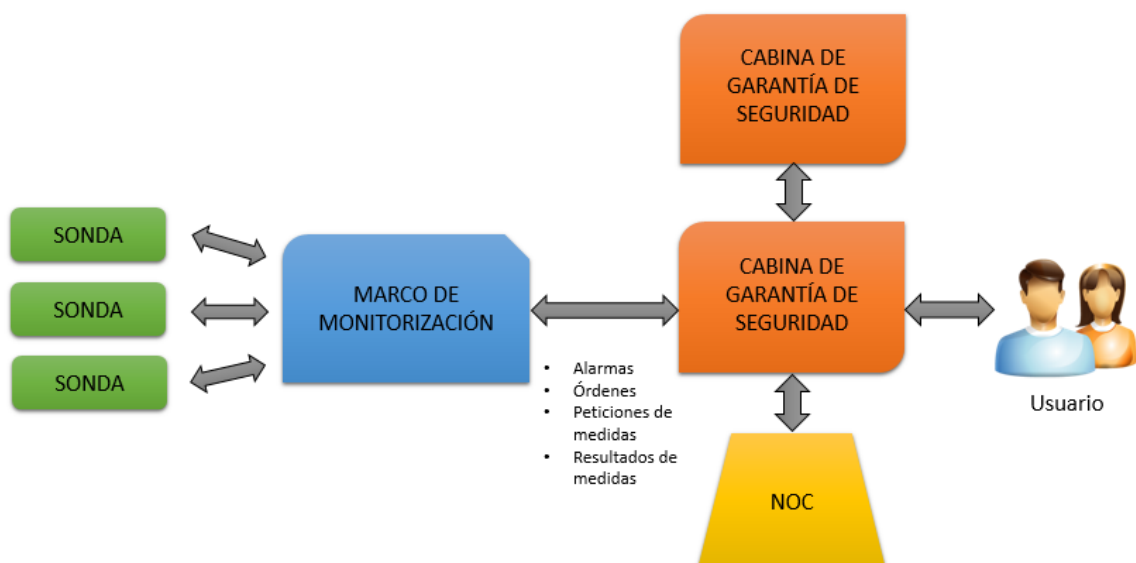 CABINA DE
GARANTÍA DE
SEGURIDAD
SONDA
SONDA
SONDA
MARCO DE
MONITORIZACIÓN
CABINA DE
GARANTÍA DE
SEGURIDAD
• Alarmas
• Órdenes
• Peticiones de
medidas
• Resultados de
medidas
Usuario
NOC